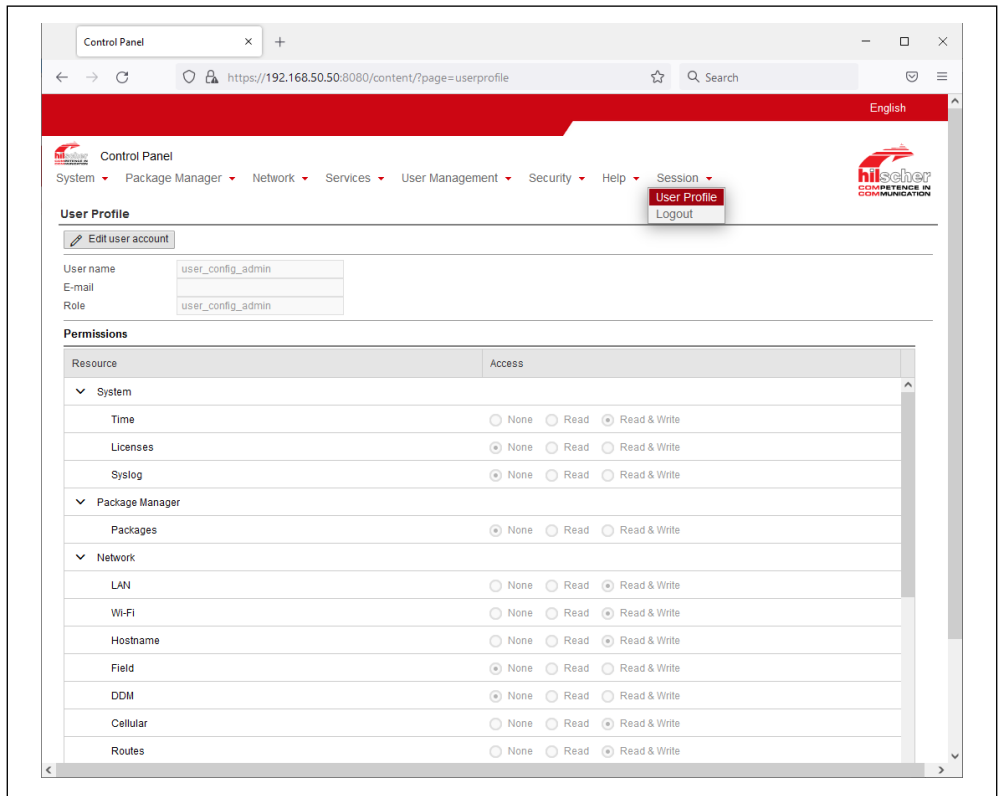 Control Panel
https://192.168.50.50:8080/content/?page=userprofile
Search
English
hilscher
COMPETENCE IN
COMMUNICATION
Control Panel
hilscher
COMPETENCE IN
COMMUNICATION
System Package Manager Network Services User Management Security Help Session
User Profile
Logout
User Profile
Edit user account
User name user_config_admin
E-mail
Role user_config_admin
Permissions
Resource Access
System
Time None Read Read & Write
Licenses None Read Read & Write
Syslog None Read Read & Write
Package Manager
Packages None Read Read & Write
Network
LAN None Read Read & Write
Wi-Fi None Read Read & Write
Hostname None Read Read & Write
Field None Read Read & Write
DDM None Read Read & Write
Cellular None Read Read & Write
Routes None Read Read & Write